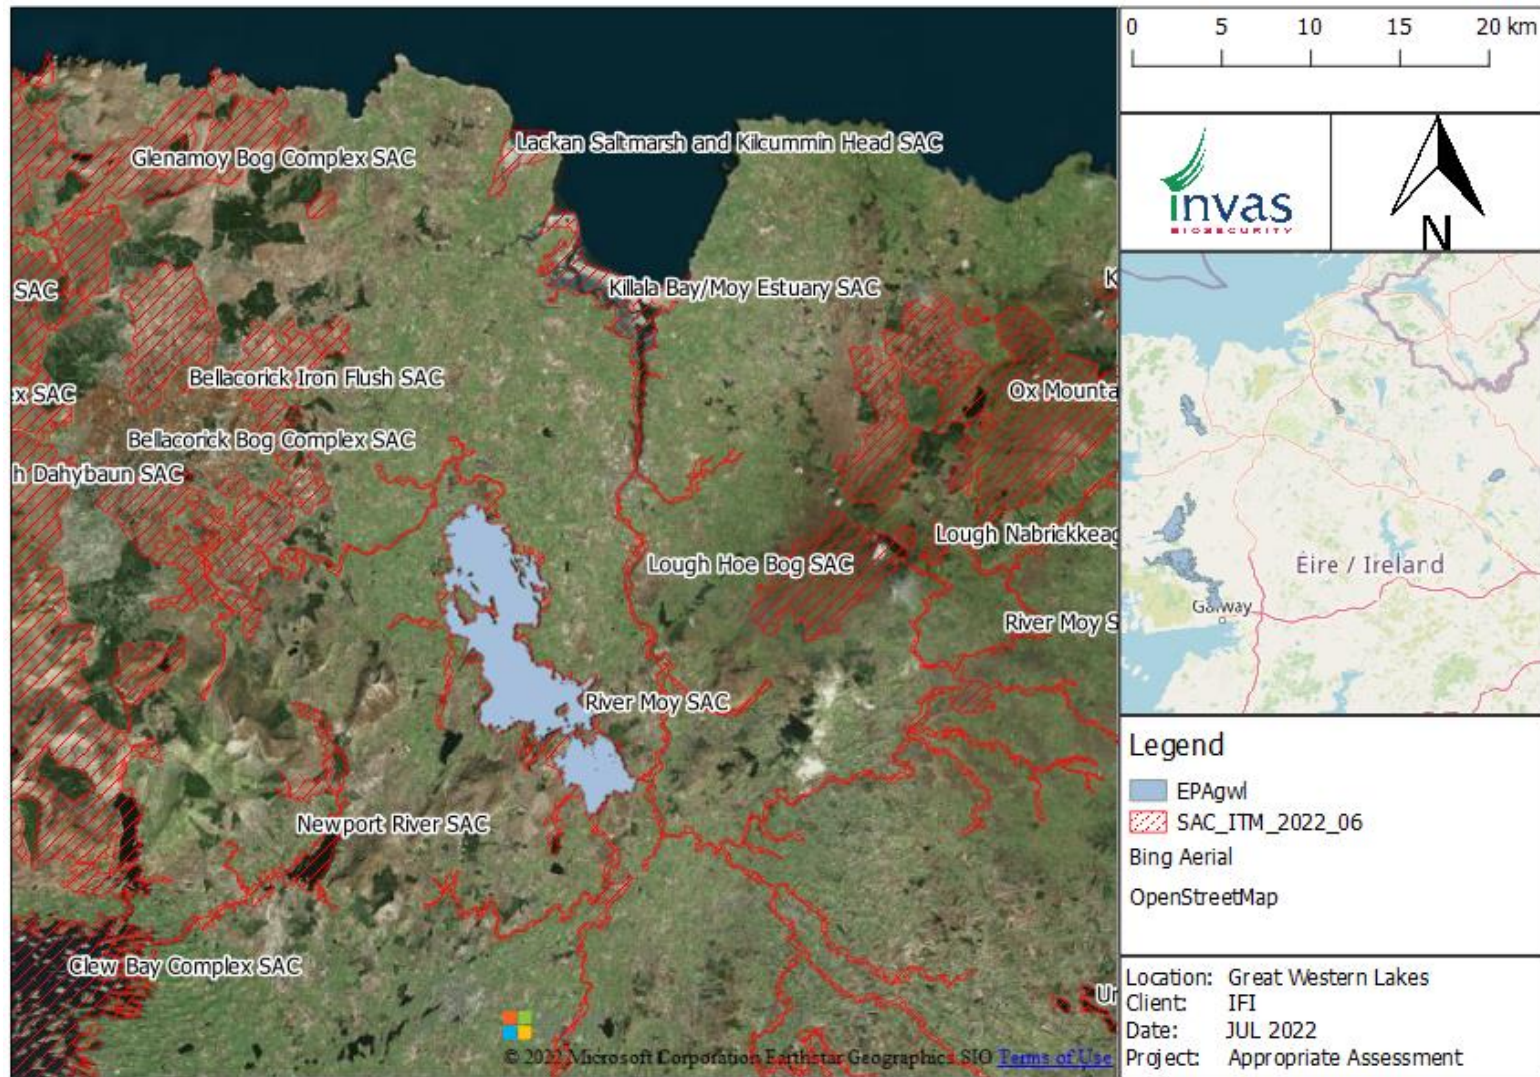 Lackan Saltmarsh and Kilcummin Head SAC
Glenamoy Bog Complex SAC
SAC
Killala Bay/Moy Estuary SAC
K
Bellacorick Iron Flush SAC
x SAC
Ox Mounta
Bellacorick Bog Complex SAC
h Dahybaun SAC
Lough Nabrickkeag
Lough Hoe Bog SAC
River Moy S
River Moy SAC
Newport River SAC
Clew Bay Complex SAC
Ur
© 2022 Microsoft Corporation Earthstar Geographics SIO Terms of Use
0 5 10 15 20 km
invas
BIOSECURITY
N
Éire / Ireland
Galway
Legend
EPAgwl
SAC_ITM_2022_06
Bing Aerial
OpenStreetMap
Location: Great Western Lakes
Client: IFI
Date: JUL 2022
Project: Appropriate Assessment